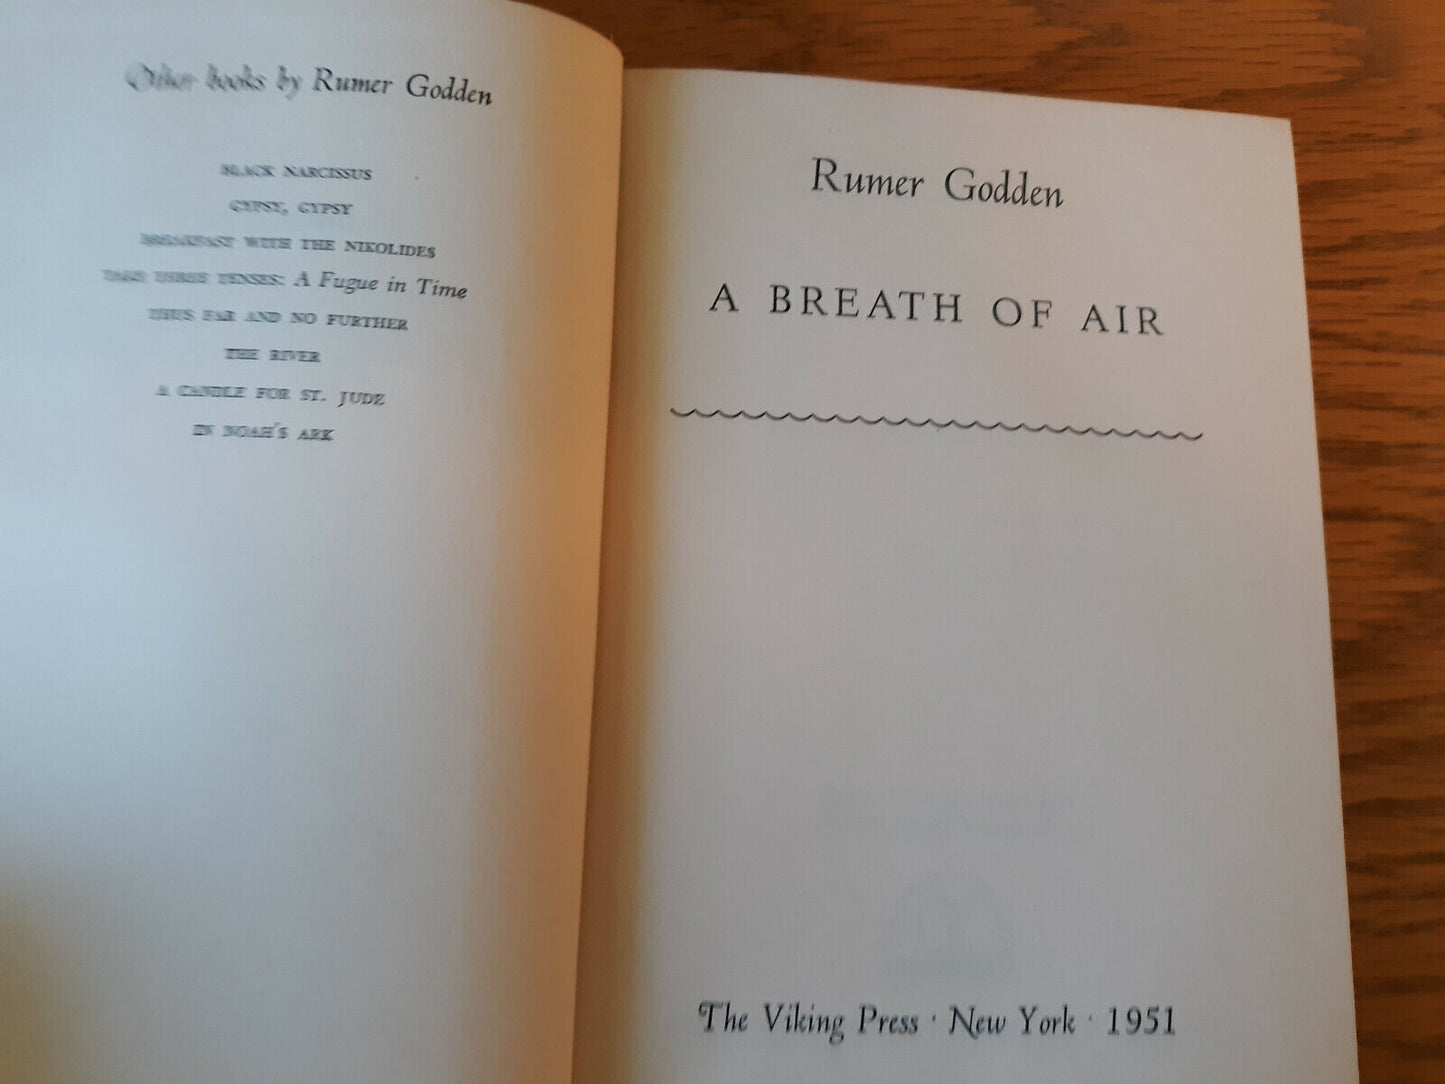 Other books by Rumer Godden
BLACK NARCISSUS
GYPSY, GYPSY
BREAKFAST WITH THE NIKOLIDES
TAKE THREE TENSES: A Fugue in Time
THUS FAR AND NO FURTHER
THE RIVER
A CANDLE FOR ST. JUDE
IN NOAH'S ARK
Rumer Godden
A BREATH OF AIR
The Viking Press · New York · 1951